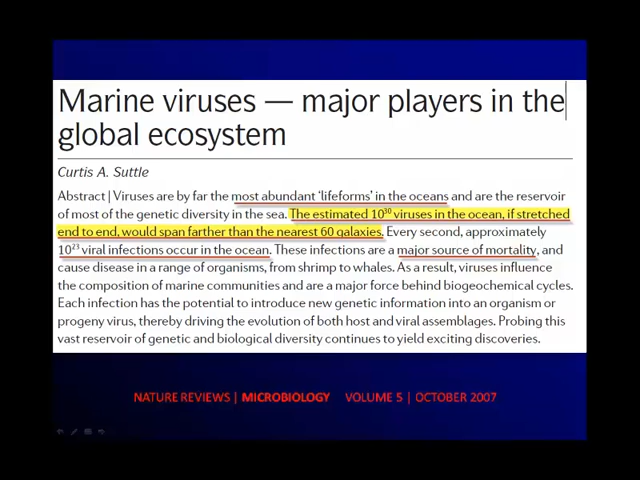 Marine viruses — major players in the
global ecosystem
Curtis A. Suttle
Abstract | Viruses are by far the most abundant ‘lifeforms’ in the oceans and are the reservoir
of most of the genetic diversity in the sea. The estimated 10³⁰ viruses in the ocean, if stretched
end to end, would span farther than the nearest 60 galaxies. Every second, approximately
10²³ viral infections occur in the ocean. These infections are a major source of mortality, and
cause disease in a range of organisms, from shrimp to whales. As a result, viruses influence
the composition of marine communities and are a major force behind biogeochemical cycles.
Each infection has the potential to introduce new genetic information into an organism or
progeny virus, thereby driving the evolution of both host and viral assemblages. Probing this
vast reservoir of genetic and biological diversity continues to yield exciting discoveries.
NATURE REVIEWS | MICROBIOLOGY VOLUME 5 | OCTOBER 2007